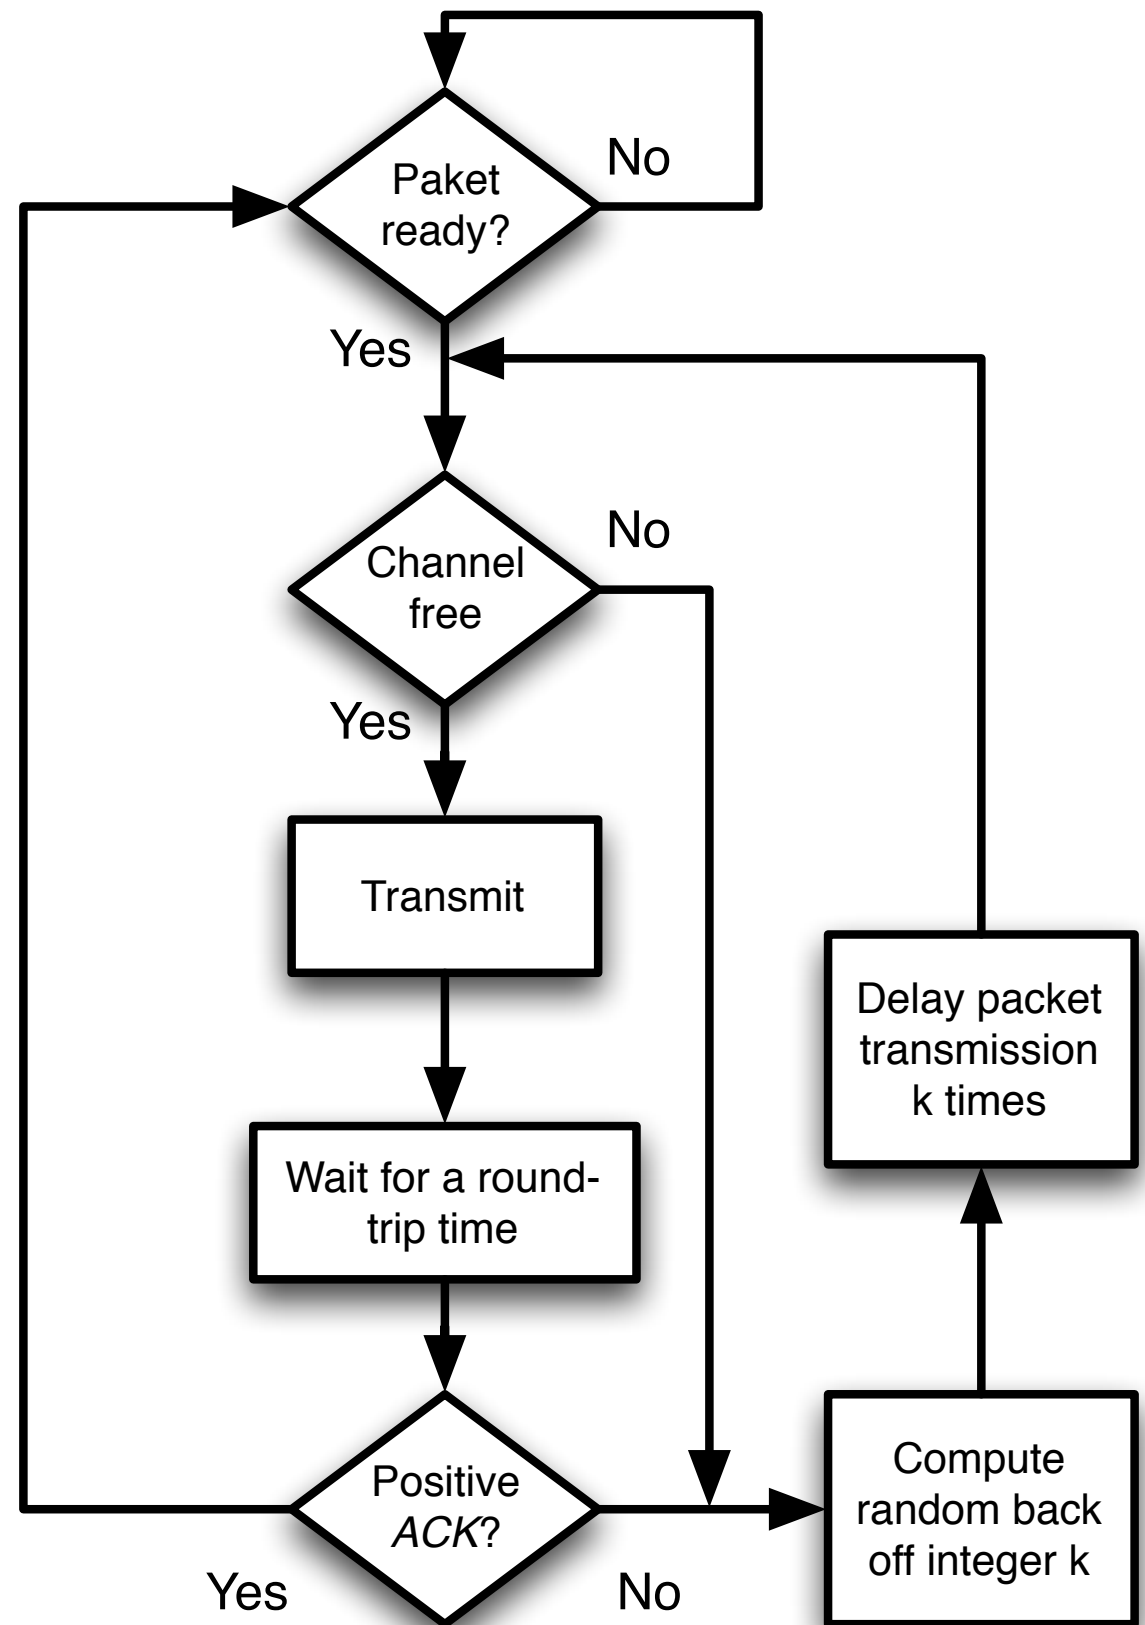 Paket
ready?
No
Yes
Channel
free
No
Yes
Transmit
Wait for a round-
trip time
Positive
ACK?
Yes
No
Compute
random back
off integer k
Delay packet
transmission
k times